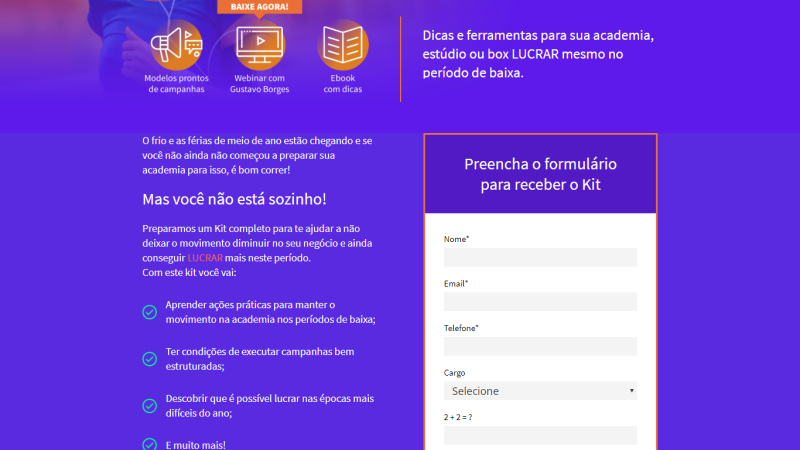 BAIXE AGORA!
Modelos prontos
de campanhas
Webinar com
Gustavo Borges
Ebook
com dicas
Dicas e ferramentas para sua academia,
estúdio ou box LUCRAR mesmo no
período de baixa.
O frio e as férias de meio de ano estão chegando e se
você não ainda não começou a preparar sua
academia para isso, é bom correr!
Mas você não está sozinho!
Preparamos um Kit completo para te ajudar a não
deixar o movimento diminuir no seu negócio e ainda
conseguir LUCRAR mais neste período.
Com este kit você vai:
Aprender ações práticas para manter o
movimento na academia nos períodos de baixa;
Ter condições de executar campanhas bem
estruturadas;
Descobrir que é possível lucrar nas épocas mais
difíceis do ano;
E muito mais!
Preencha o formulário
para receber o Kit
Nome*
Email*
Telefone*
Cargo
Selecione
2 + 2 = ?